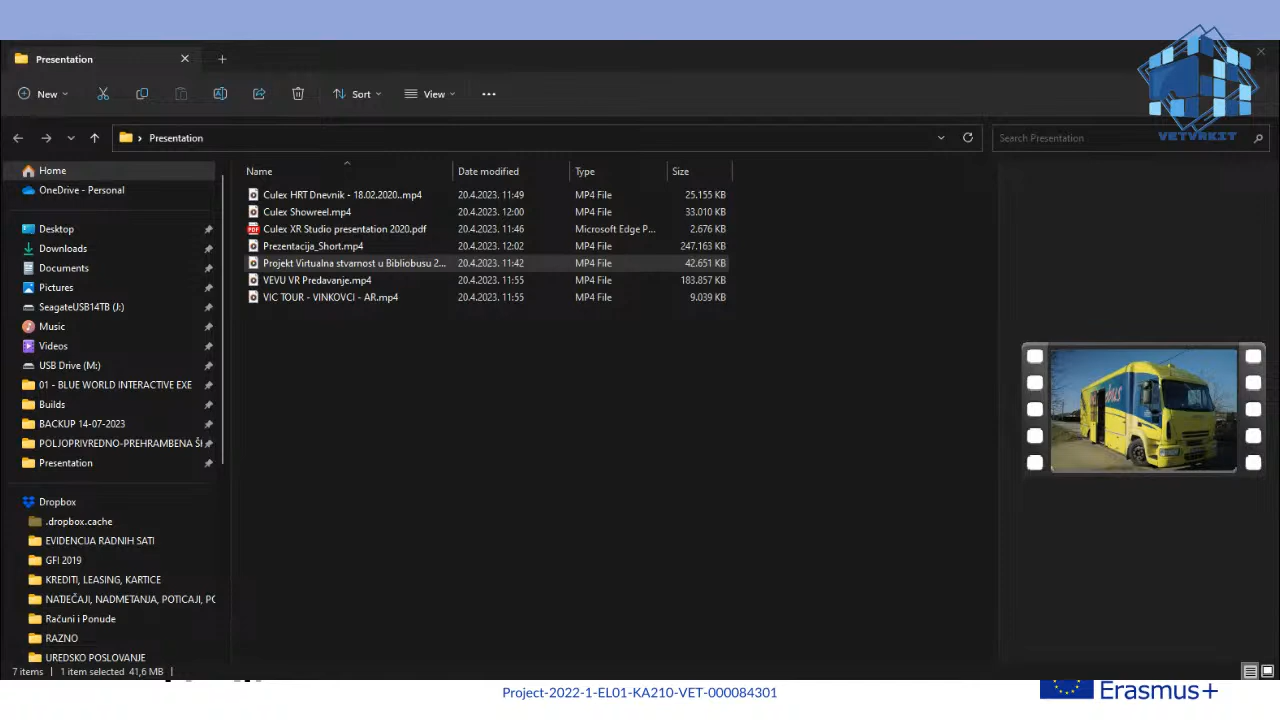 Presentation
New
Sort
View
Presentation
Search Presentation
VETVRKIT
Home
OneDrive - Personal
Desktop
Downloads
Documents
Pictures
SeagateUSB14TB (J:)
Music
Videos
USB Drive (M:)
01 - BLUE WORLD INTERACTIVE EXE
Builds
BACKUP 14-07-2023
POLJOPRIVREDNO-PREHRAMBENA ŠI
Presentation
Dropbox
.dropbox.cache
EVIDENCIJA RADNIH SATI
GFI 2019
KREDITI, LEASING, KARTICE
NATJEČAJI, NADMETANJA, POTICAJI, PO
Računi i Ponude
RAZNO
UREDSKO POSLOVANJE
Name Date modified Type Size
Culex HRT Dnevnik - 18.02.2020..mp4 20.4.2023. 11:49 MP4 File 25.155 KB
Culex Showreel.mp4 20.4.2023. 12:00 MP4 File 33.010 KB
PDF Culex XR Studio presentation 2020.pdf 20.4.2023. 11:46 Microsoft Edge P... 2.676 KB
Prezentacija_Short.mp4 20.4.2023. 12:02 MP4 File 247.163 KB
Projekt Virtualna stvarnost u Bibliobusu 2... 20.4.2023. 11:42 MP4 File 42.651 KB
VEVU VR Predavanje.mp4 20.4.2023. 11:55 MP4 File 183.857 KB
VIC TOUR - VINKOVCI - AR.mp4 20.4.2023. 11:55 MP4 File 9.039 KB
7 items 1 item selected 41,6 MB
Project-2022-1-EL01-KA210-VET-000084301
Erasmus+